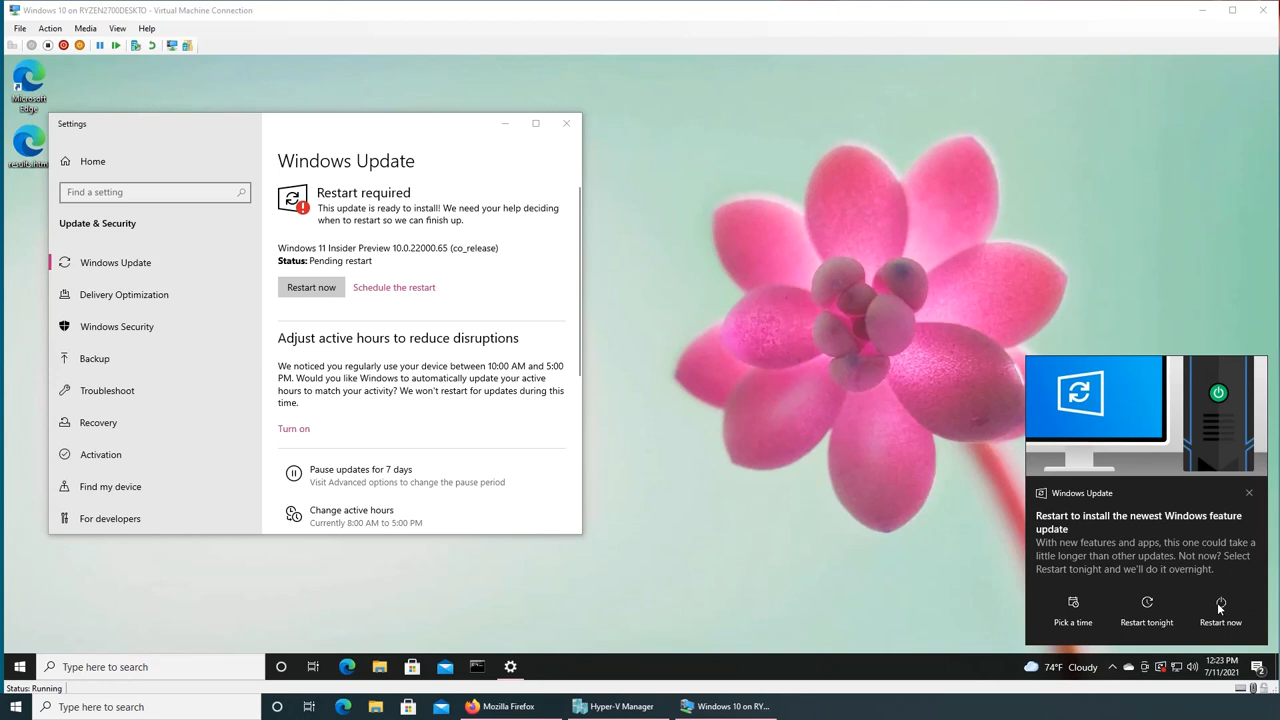 Windows 10 on RYZEN2700DESKTO - Virtual Machine Connection
File Action Media View Help
Microsoft
Edge
Settings
Home
Find a setting
Update & Security
Windows Update
Delivery Optimization
Windows Security
Backup
Troubleshoot
Recovery
Activation
Find my device
For developers
Windows Update
Restart required
This update is ready to install! We need your help deciding
when to restart so we can finish up.
Windows 11 Insider Preview 10.0.22000.65 (co_release)
Status: Pending restart
Restart now Schedule the restart
Adjust active hours to reduce disruptions
We noticed you regularly use your device between 10:00 AM and 5:00
PM. Would you like Windows to automatically update your active
hours to match your activity? We won't restart for updates during this
time.
Turn on
Pause updates for 7 days
Visit Advanced options to change the pause period
Change active hours
Currently 8:00 AM to 5:00 PM
Windows Update
Restart to install the newest Windows feature
update
With new features and apps, this one could take a
little longer than other updates. Not now? Select
Restart tonight and we'll do it overnight.
Pick a time Restart tonight Restart now
Type here to search
74°F Cloudy
12:23 PM
7/11/2021
2
Status: Running
Type here to search
Mozilla Firefox
Hyper-V Manager
Windows 10 on RY...